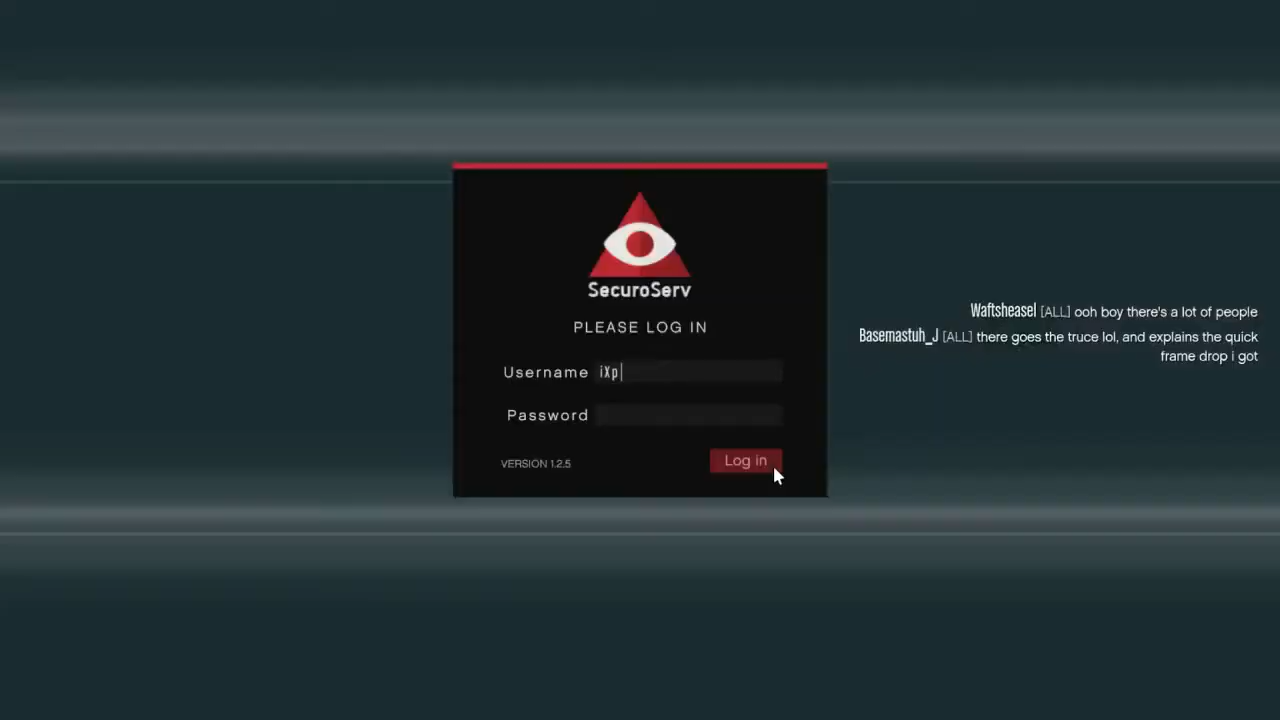 SecuroServ
PLEASE LOG IN
Username iXp
Password
VERSION 1.2.5 Log in
Waftsheasel [ALL] ooh boy there's a lot of people
Basemastuh_J [ALL] there goes the truce lol, and explains the quick
frame drop i got